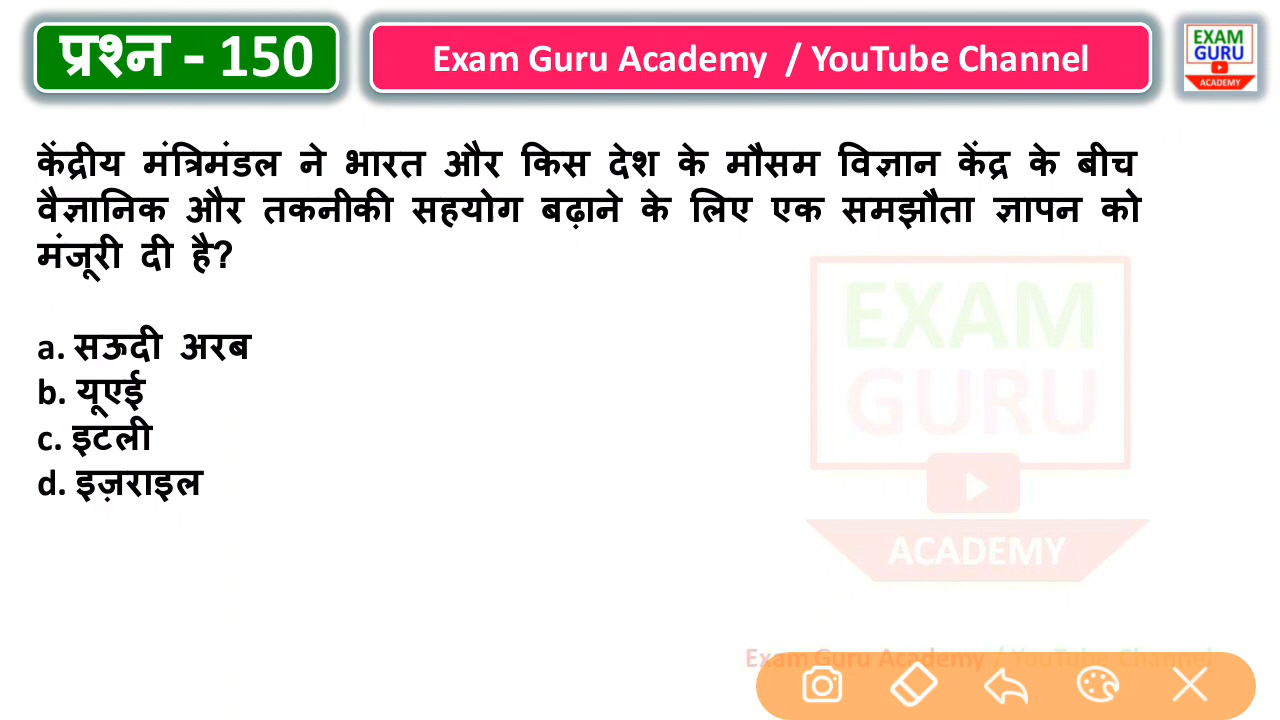 प्रश्न - 150
Exam Guru Academy / YouTube Channel
EXAM
GURU
ACADEMY
केंद्रीय मंत्रिमंडल ने भारत और किस देश के मौसम विज्ञान केंद्र के बीच
वैज्ञानिक और तकनीकी सहयोग बढ़ाने के लिए एक समझौता ज्ञापन को
मंजूरी दी है?
a. सऊदी अरब
b. यूएई
c. इटली
d. इज़राइल
EXAM
GURU
ACADEMY
Exam Guru Academy / YouTube Channel